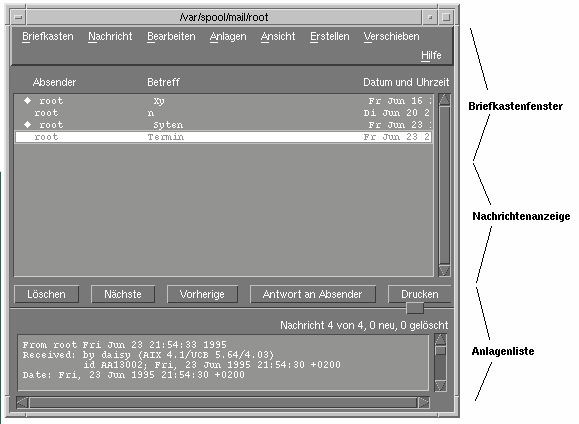 /var/spool/mail/root
Briefkasten Nachricht Bearbeiten Anlagen Ansicht Erstellen Verschieben
Hilfe
Absender Betreff Datum und Uhrzeit
root Xy Fr Jun 16
root n Di Jun 20 2
root Syten Fr Jun 23
root Termin Fr Jun 23 2
Löschen Nächste Vorherige Antwort an Absender Drucken
Nachricht 4 von 4, 0 neu, 0 gelöscht
From root Fri Jun 23 21:54:33 1995
Received: by daisy (AIX 4.1/UCB 5.64/4.03)
id AA13002; Fri, 23 Jun 1995 21:54:30 +0200
Date: Fri, 23 Jun 1995 21:54:30 +0200
Briefkastenfenster
Nachrichtenanzeige
Anlagenliste